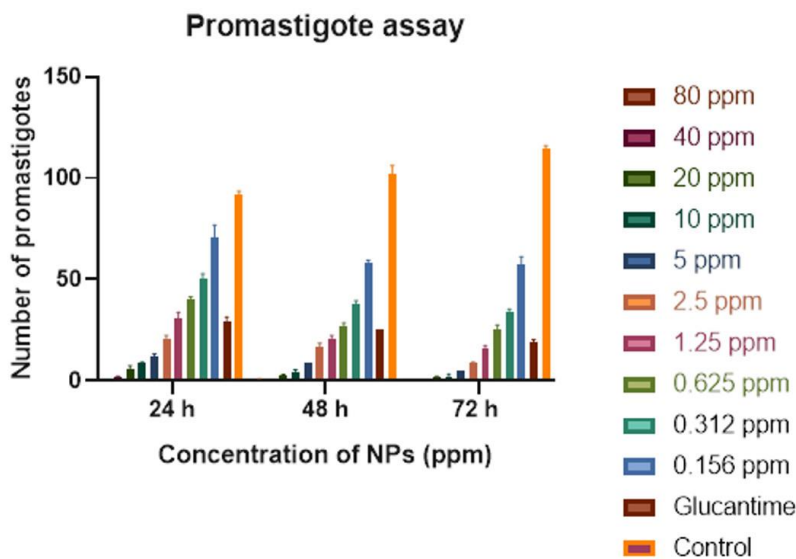 Promastigote assay
Number of promastigotes
150
100
50
0
24 h
48 h
72 h
Concentration of NPs (ppm)
80 ppm
40 ppm
20 ppm
10 ppm
5 ppm
2.5 ppm
1.25 ppm
0.625 ppm
0.312 ppm
0.156 ppm
Glucantime
Control